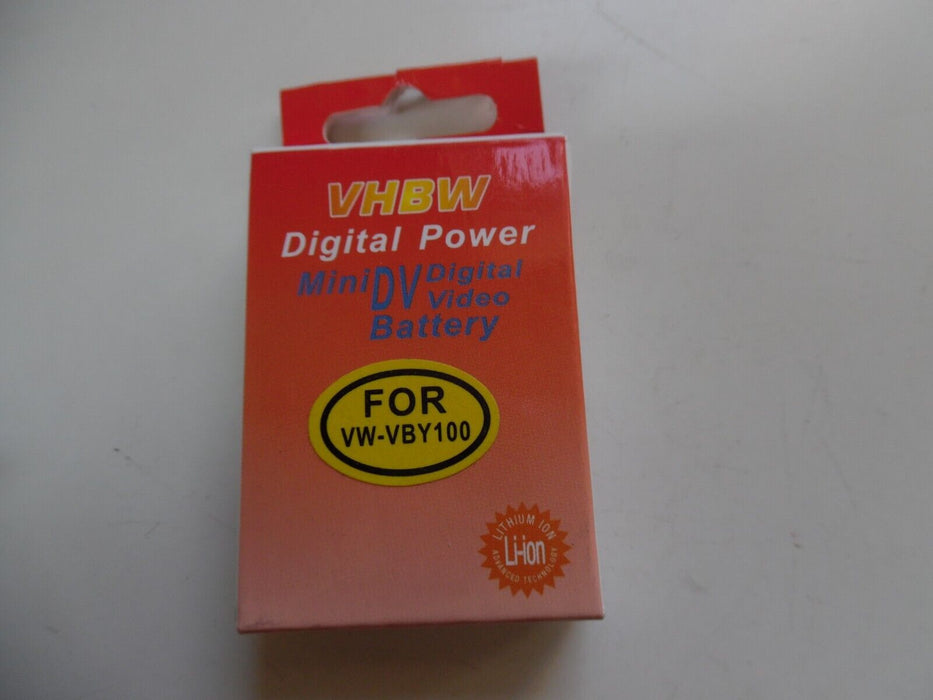 VHBW
Digital Power
Mini DV Digital Video
Battery
FOR
VW-VBY100
LITHIUM ION
Li-ion
ADVANCED TECHNOLOGY